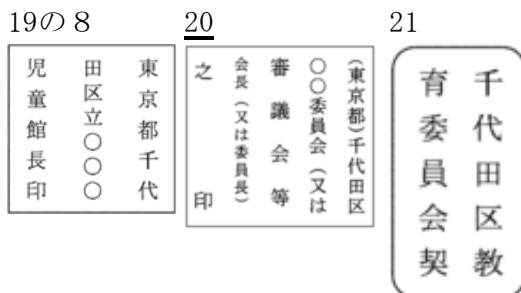 19の8
東京都千代
田区立〇〇〇
児童館長印
20
(東京都)千代田区
〇〇委員会(又は
審議会等
会長(又は委員長)
之印
21
千代田区教
育委員会契